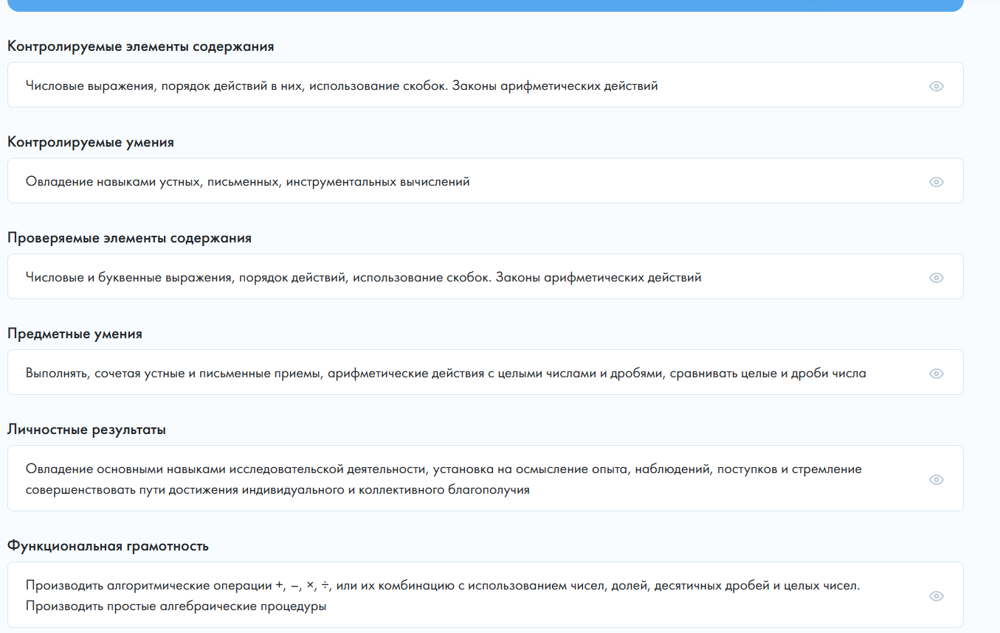 Контролируемые элементы содержания
Числовые выражения, порядок действий в них, использование скобок. Законы арифметических действий
Контролируемые умения
Овладение навыками устных, письменных, инструментальных вычислений
Проверяемые элементы содержания
Числовые и буквенные выражения, порядок действий, использование скобок. Законы арифметических действий
Предметные умения
Выполнять, сочетая устные и письменные приемы, арифметические действия с целыми числами и дробями, сравнивать целые и дроби числа
Личностные результаты
Овладение основными навыками исследовательской деятельности, установка на осмысление опыта, наблюдений, поступков и стремление
совершенствовать пути достижения индивидуального и коллективного благополучия
Функциональная грамотность
Производить алгоритмические операции +, –, ×, ÷, или их комбинацию с использованием чисел, долей, десятичных дробей и целых чисел.
Производить простые алгебраические процедуры